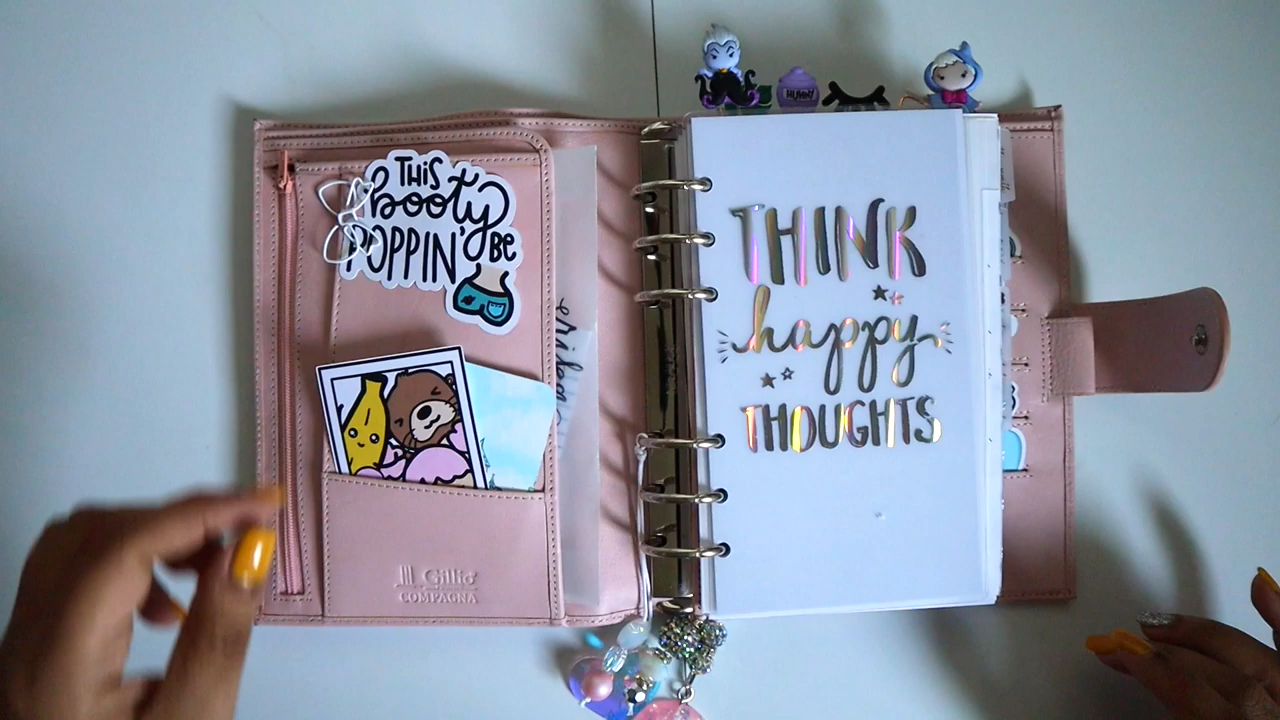 THIS
booty
POPPIN' BE
Gillio
COMPAGNA
HUNNY
THINK
happy
THOUGHTS